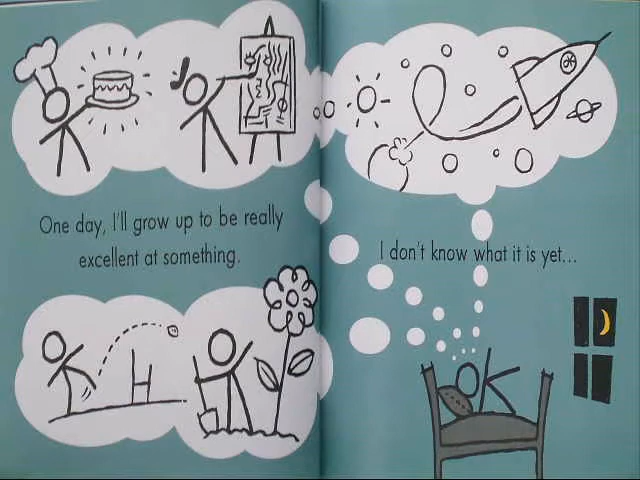 One day, I'll grow up to be really
excellent at something.
I don't know what it is yet...